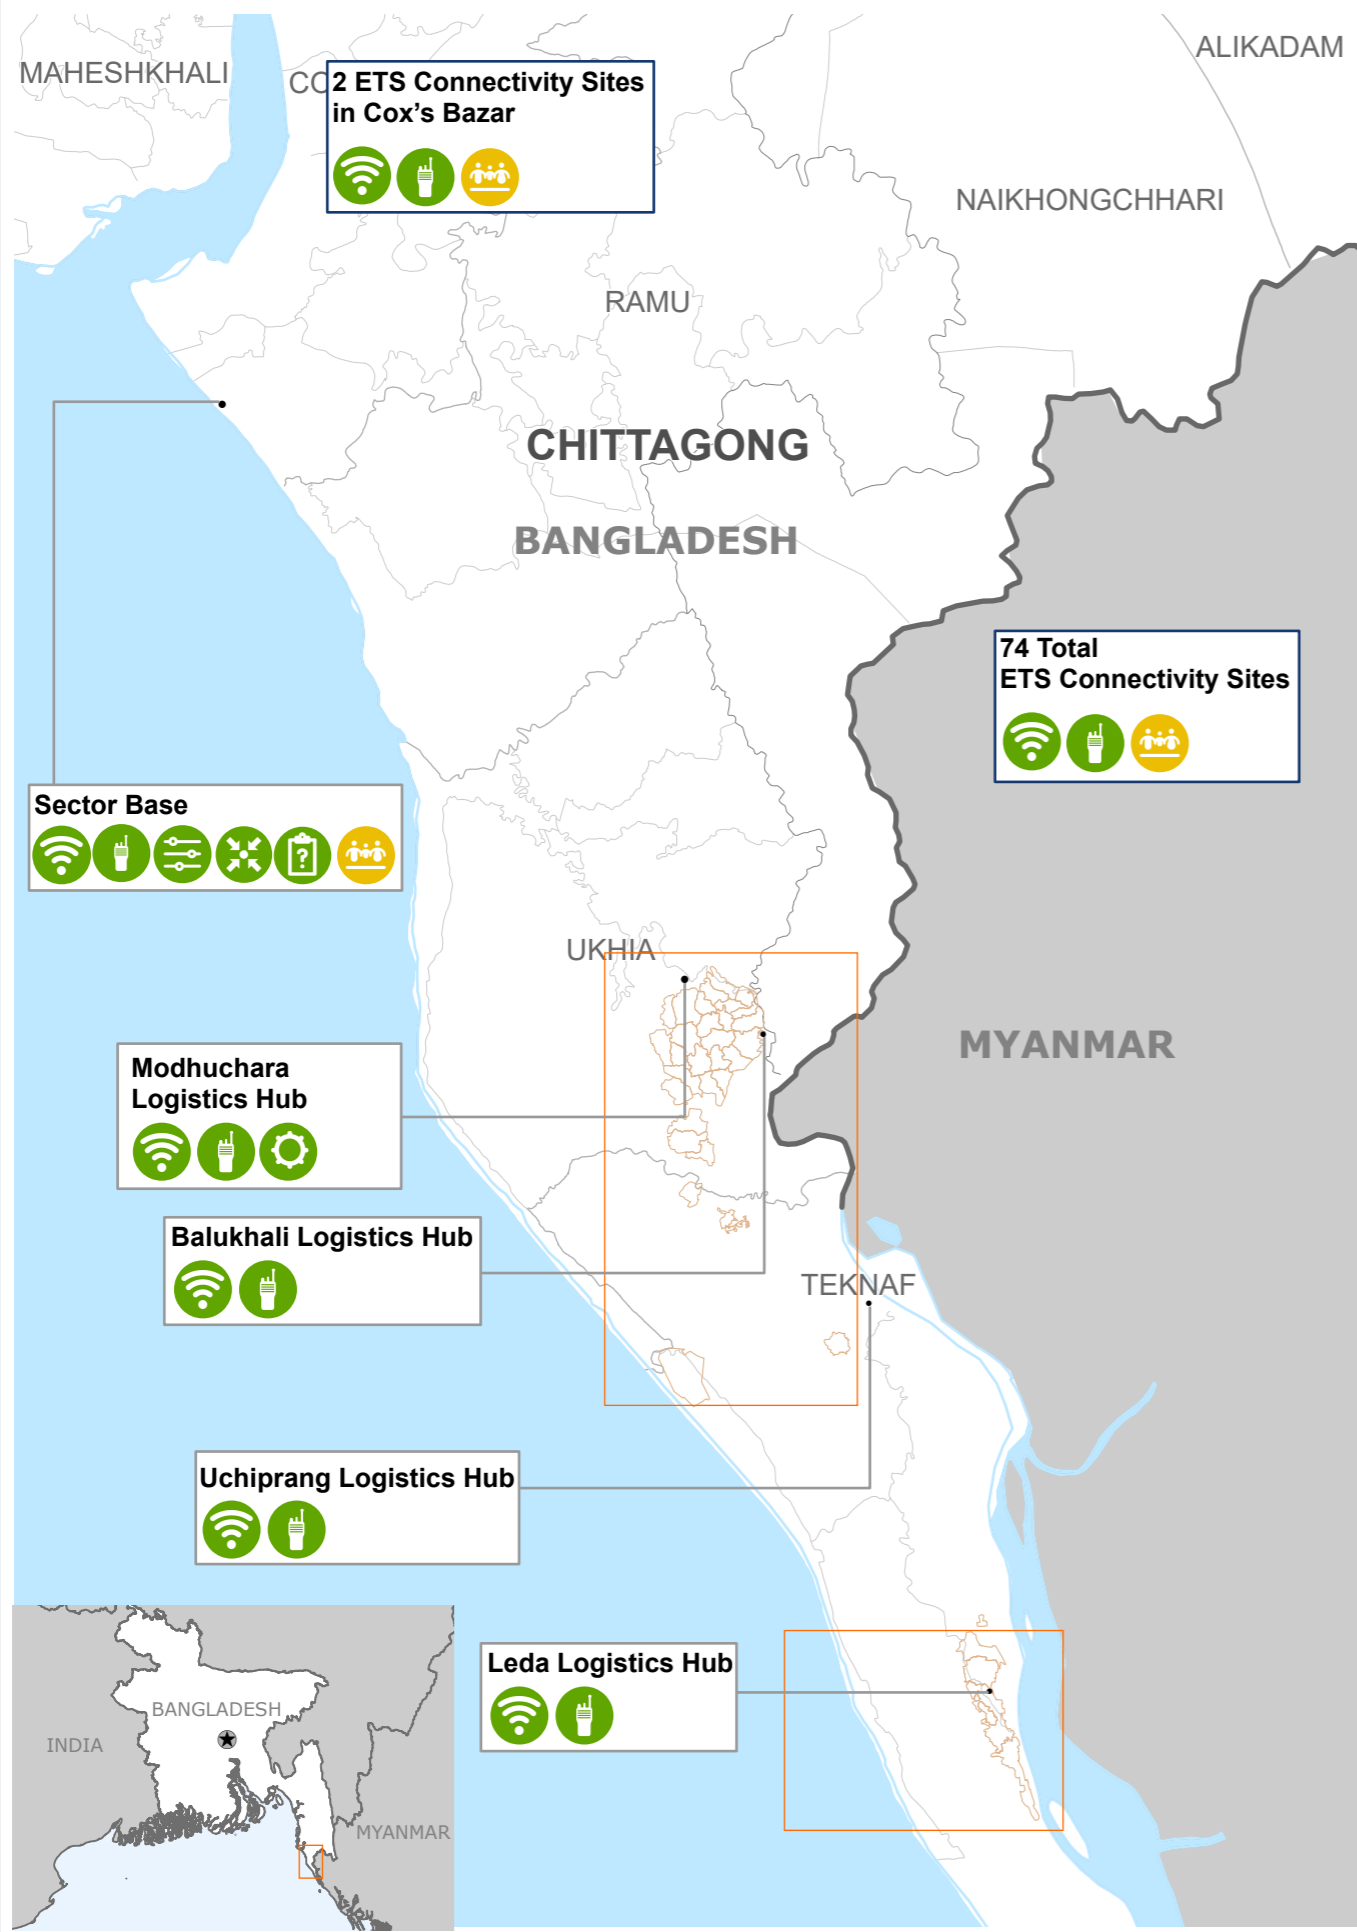 MAHESHKHALI
CO
2 ETS Connectivity Sites
in Cox's Bazar
ALIKADAM
NAIKHONGCHHARI
RAMU
CHITTAGONG
BANGLADESH
74 Total
ETS Connectivity Sites
Sector Base
?
UKHIA
MYANMAR
Modhuchara
Logistics Hub
Balukhali Logistics Hub
TEKNAF
Uchiprang Logistics Hub
Leda Logistics Hub
BANGLADESH
INDIA
MYANMAR